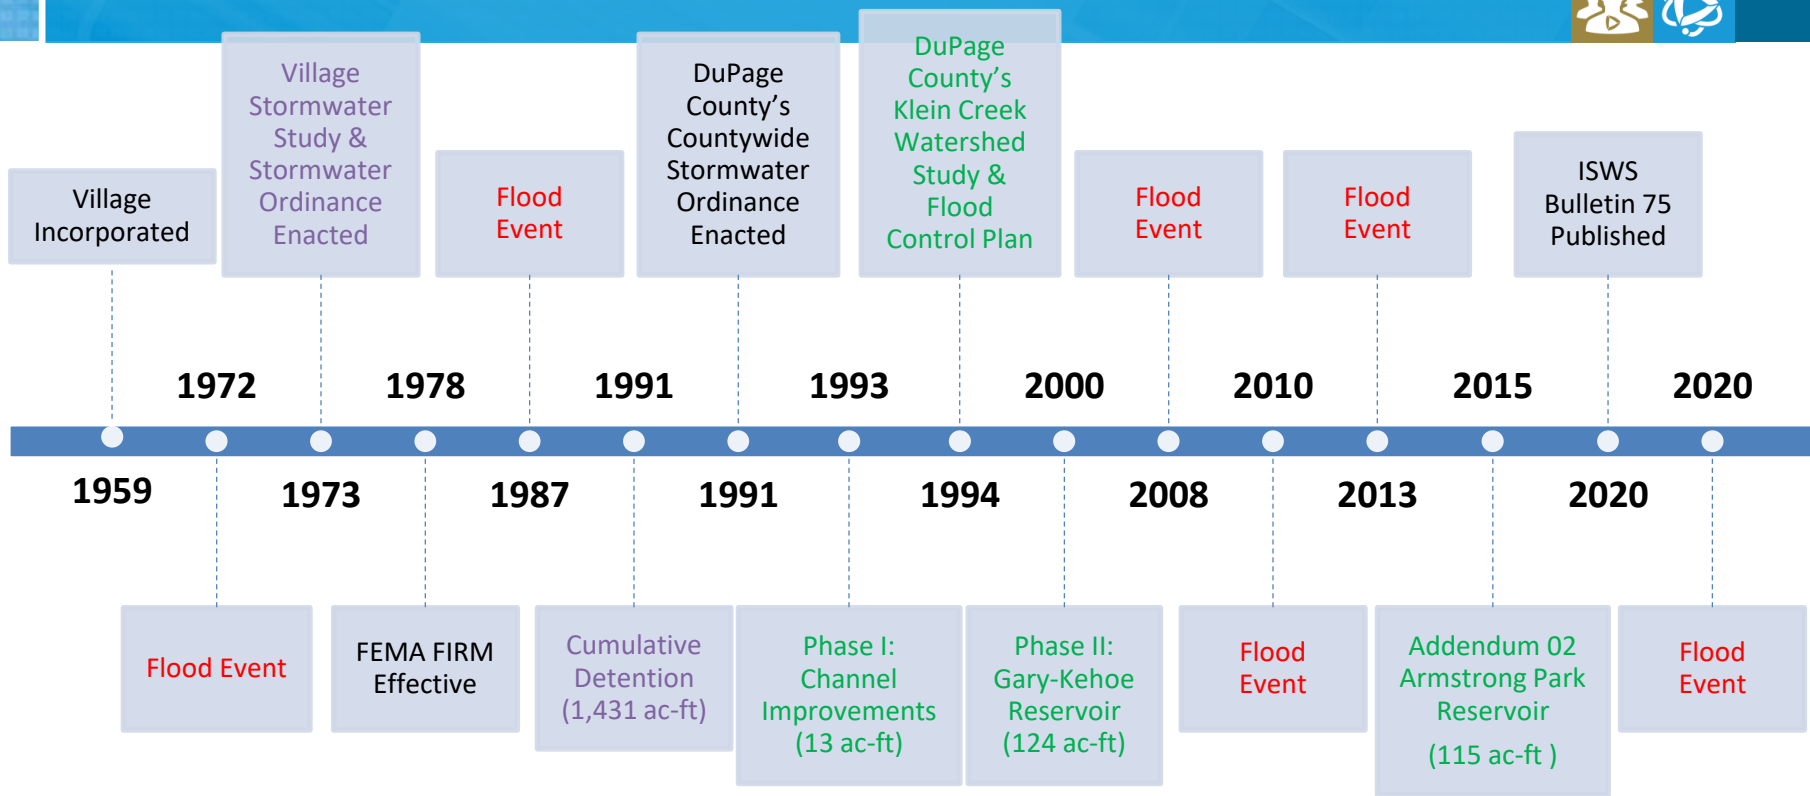 Village
Incorporated
Village
Stormwater
Study &
Stormwater
Ordinance
Enacted
Flood
Event
DuPage
County’s
Countywide
Stormwater
Ordinance
Enacted
DuPage
County’s
Klein Creek
Watershed
Study &
Flood
Control Plan
Flood
Event
Flood
Event
ISWS
Bulletin 75
Published
1972
1978
1991
1993
2000
2010
2015
2020
1959
1973
1987
1991
1994
2008
2013
2020
Flood Event
FEMA FIRM
Effective
Cumulative
Detention
(1,431 ac-ft)
Phase I:
Channel
Improvements
(13 ac-ft)
Phase II:
Gary-Kehoe
Reservoir
(124 ac-ft)
Flood
Event
Addendum 02
Armstrong Park
Reservoir
(115 ac-ft )
Flood
Event